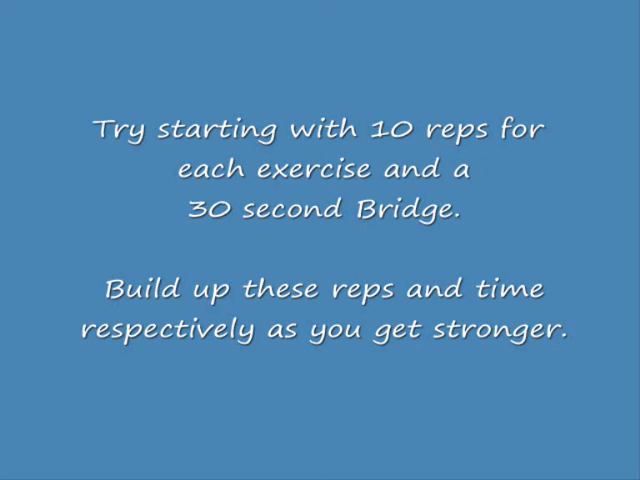 Try starting with 10 reps for
each exercise and a
30 second Bridge.
Build up these reps and time
respectively as you get stronger.